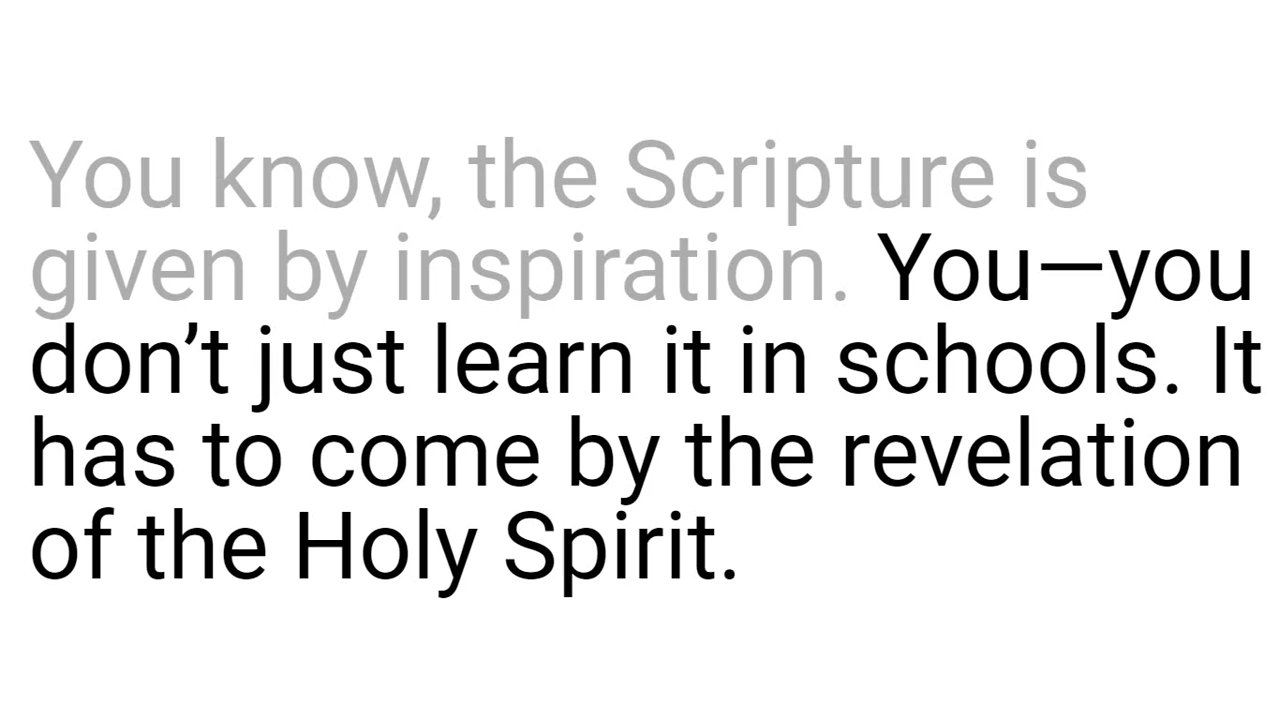 You know, the Scripture is
given by inspiration. You—you
don’t just learn it in schools. It
has to come by the revelation
of the Holy Spirit.